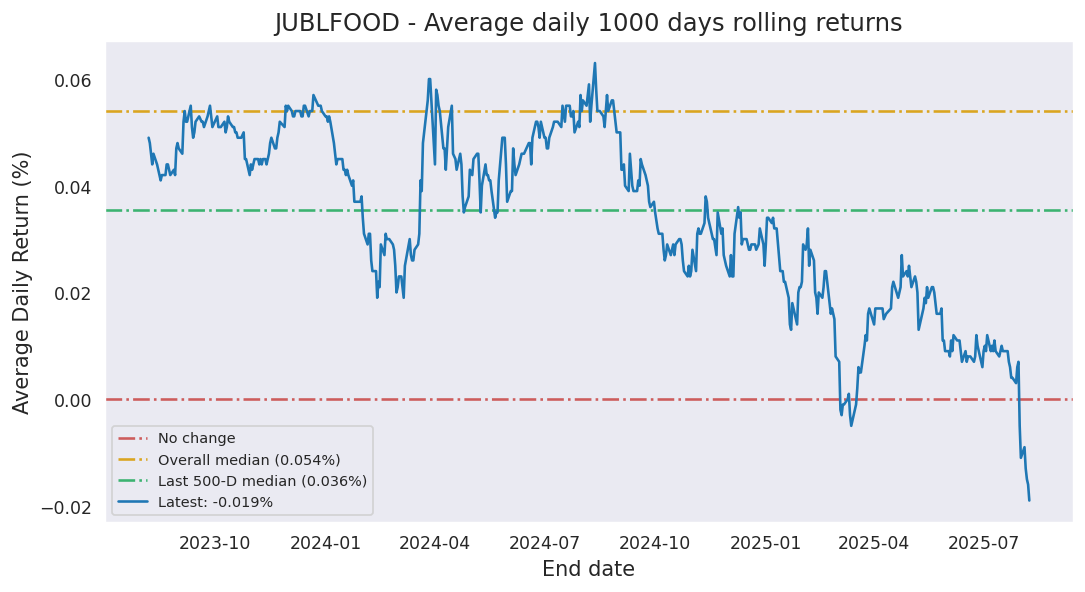 JUBLFOOD - Average daily 1000 days rolling returns
Average Daily Return (%)
0.06
0.04
0.02
0.00
−0.02
No change
Overall median (0.054%)
Last 500-D median (0.036%)
Latest: -0.019%
2023-10 2024-01 2024-04 2024-07 2024-10 2025-01 2025-04 2025-07
End date